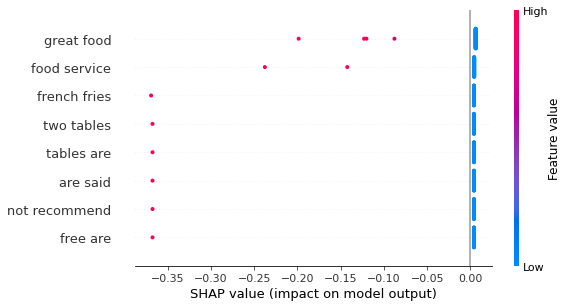 High
great food
food service
french fries
two tables
tables are
are said
not recommend
free are
Feature value
Low
−0.35 −0.30 −0.25 −0.20 −0.15 −0.10 −0.05 0.00
SHAP value (impact on model output)